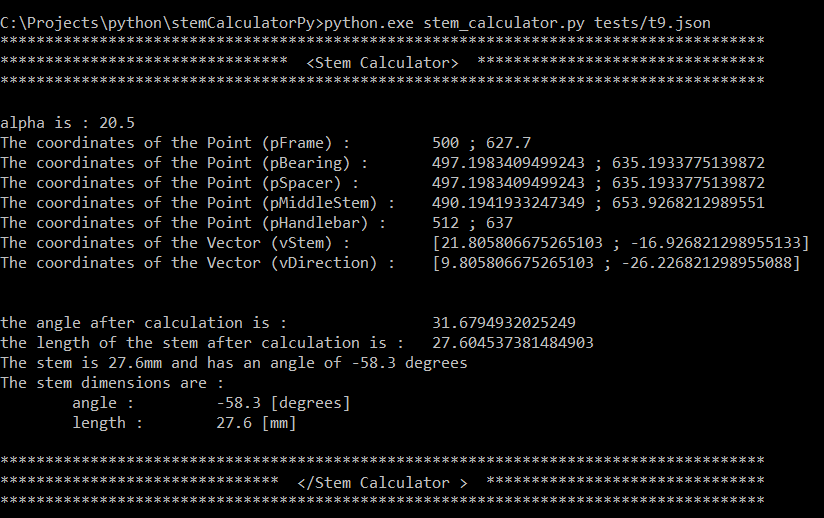 C:\Projects\python\stemCalculatorPy>python.exe stem_calculator.py tests/t9.json
*************************************************************************************
********************************  <Stem Calculator>  ********************************
*************************************************************************************
alpha is : 20.5
The coordinates of the Point (pFrame) : 500 ; 627.7
The coordinates of the Point (pBearing) : 497.1983409499243 ; 635.1933775139872
The coordinates of the Point (pSpacer) : 497.1983409499243 ; 635.1933775139872
The coordinates of the Point (pMiddleStem) : 490.1941933247349 ; 653.9268212989551
The coordinates of the Point (pHandlebar) : 512 ; 637
The coordinates of the Vector (vStem) : [21.805806675265103 ; -16.926821298955133]
The coordinates of the Vector (vDirection) : [9.805806675265103 ; -26.226821298955088]
the angle after calculation is : 31.6794932025249
the length of the stem after calculation is : 27.604537381484903
The stem is 27.6mm and has an angle of -58.3 degrees
The stem dimensions are :
angle : -58.3 [degrees]
length : 27.6 [mm]
*************************************************************************************
*******************************  </Stem Calculator >  *******************************
*************************************************************************************